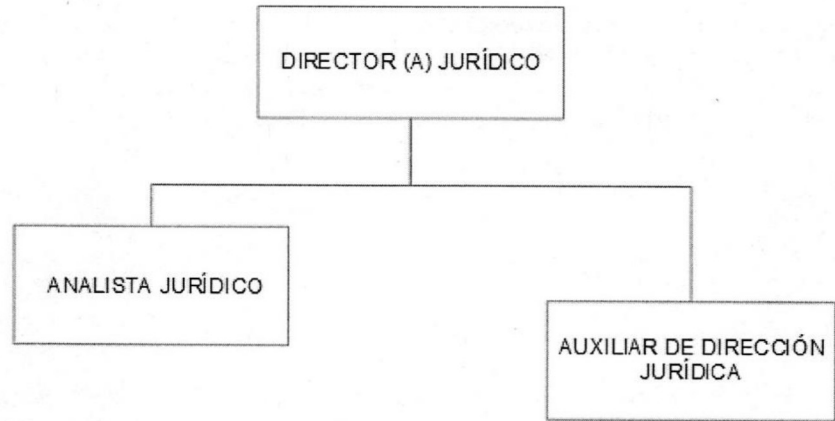 DIRECTOR (A) JURÍDICO
ANALISTA JURÍDICO
AUXILIAR DE DIRECCIÓN
JURÍDICA